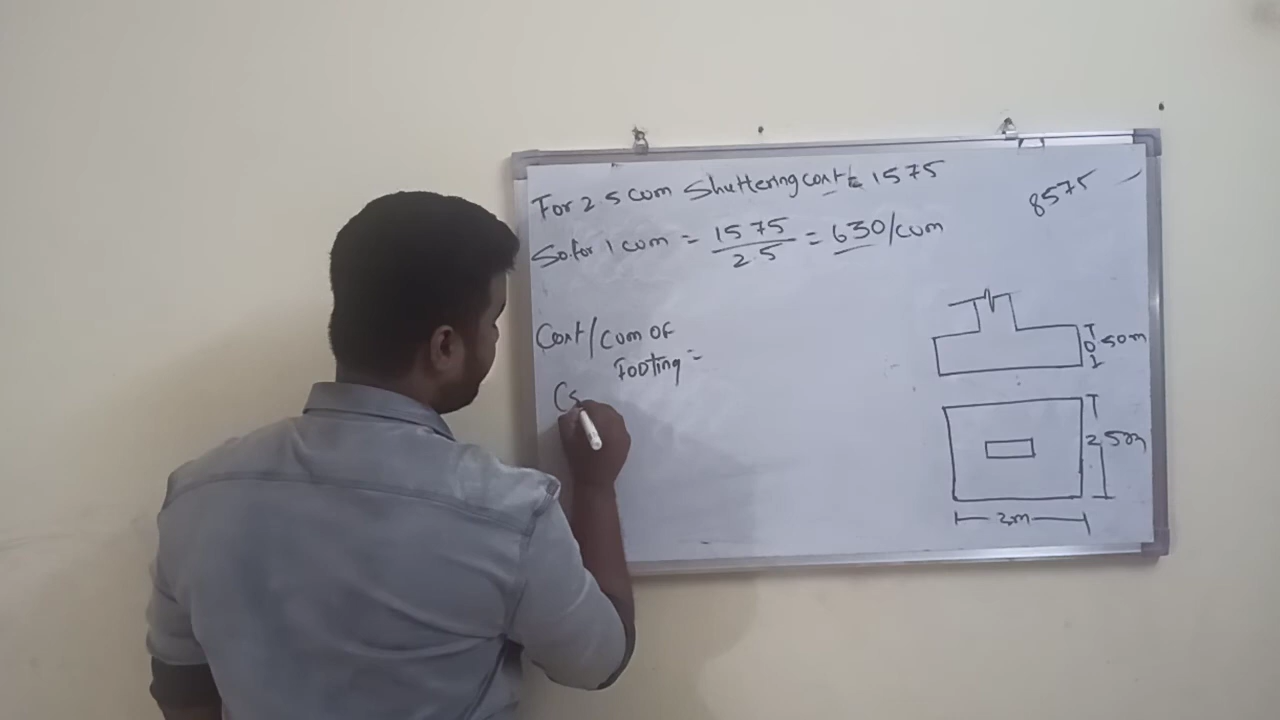 For 2.5 cum Shuttering cost = 1575
So. for 1 cum = 1575 / 2.5 = 630/cum
8575
Cost/cum of
Footing =
(s
0.50m
2.5m
2m